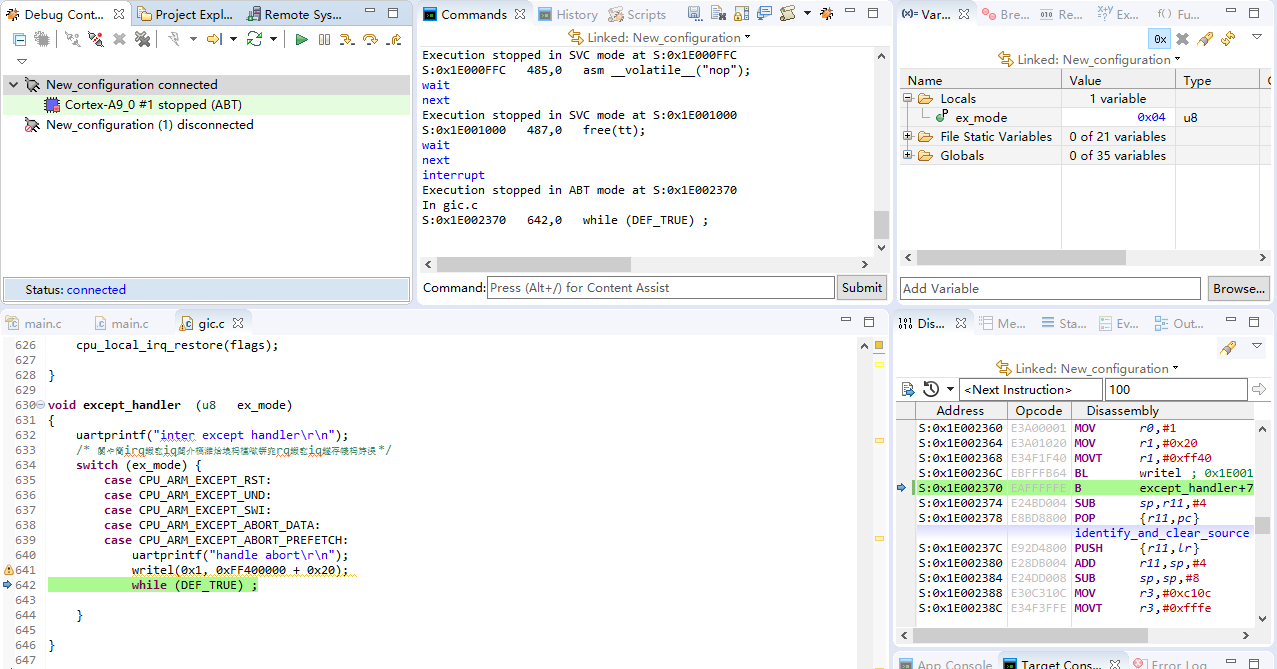 Debug Cont...
Project Expl...
Remote Sys...
New_configuration connected
Cortex-A9_0 #1 stopped (ABT)
New_configuration (1) disconnected
Status: connected
Commands
History
Scripts
Linked: New_configuration
Execution stopped in SVC mode at S:0x1E000FFC
S:0x1E000FFC 485,0 asm __volatile__("nop");
wait
next
Execution stopped in SVC mode at S:0x1E001000
S:0x1E001000 487,0 free(tt);
wait
next
interrupt
Execution stopped in ABT mode at S:0x1E002370
In gic.c
S:0x1E002370 642,0 while (DEF_TRUE) ;
Command: Press (Alt+/) for Content Assist
Submit
(x)= Var...
Bre...
010 Re...
Ex...
f() Fu...
0x
Linked: New_configuration
Name Value Type
Locals 1 variable
ex_mode 0x04 u8
File Static Variables 0 of 21 variables
Globals 0 of 35 variables
Add Variable
Browse...
main.c
main.c
gic.c
626 cpu_local_irq_restore(flags);
627
628 }
629
630 void except_handler (u8 ex_mode)
631 {
632 uartprintf("inter except handler\r\n");
633 /* irq */
634 switch (ex_mode) {
635 case CPU_ARM_EXCEPT_RST:
636 case CPU_ARM_EXCEPT_UND:
637 case CPU_ARM_EXCEPT_SWI:
638 case CPU_ARM_EXCEPT_ABORT_DATA:
639 case CPU_ARM_EXCEPT_ABORT_PREFETCH:
640 uartprintf("handle abort\r\n");
641 writel(0x1, 0xFF400000 + 0x20);
642 while (DEF_TRUE) ;
643
644 }
645
646 }
647
Dis...
Me...
Sta...
Ev...
Out...
Linked: New_configuration
<Next Instruction>
100
Address Opcode Disassembly
S:0x1E002360 E3A00001 MOV r0,#1
S:0x1E002364 E3A01020 MOV r1,#0x20
S:0x1E002368 E34F1F40 MOVT r1,#0xff40
S:0x1E00236C EBFFFB64 BL writel ; 0x1E001
S:0x1E002370 EAFFFFFE B except_handler+7
S:0x1E002374 E24BD004 SUB sp,r11,#4
S:0x1E002378 E8BD8800 POP {r11,pc}
identify_and_clear_source
S:0x1E00237C E92D4800 PUSH {r11,lr}
S:0x1E002380 E28DB004 ADD r11,sp,#4
S:0x1E002384 E24DD008 SUB sp,sp,#8
S:0x1E002388 E30C310C MOV r3,#0xc10c
S:0x1E00238C E34F3FFE MOVT r3,#0xfffe
App Console
Target Cons...
Error Log